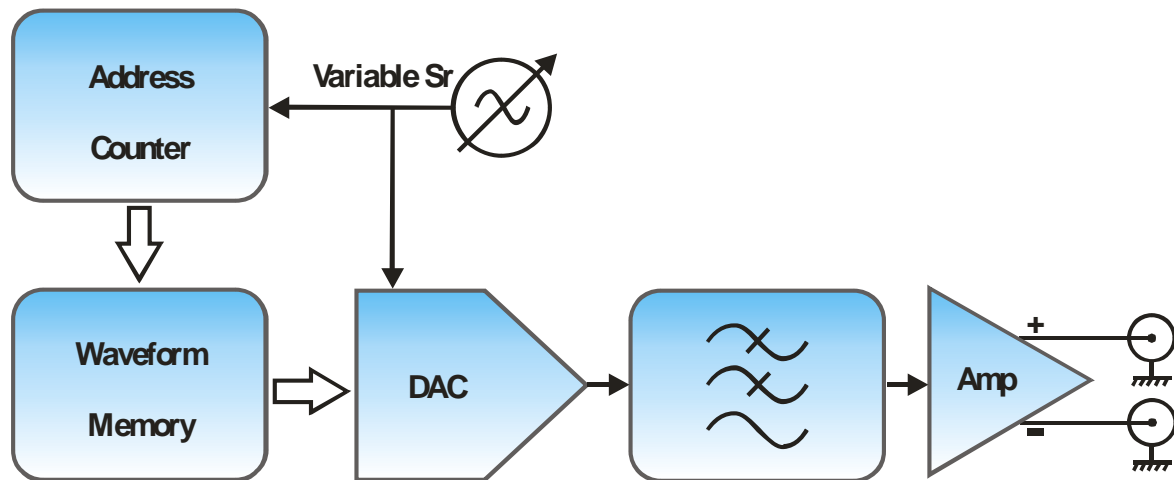 Address
Counter
Variable Sr
Waveform
Memory
DAC
Amp
+
-